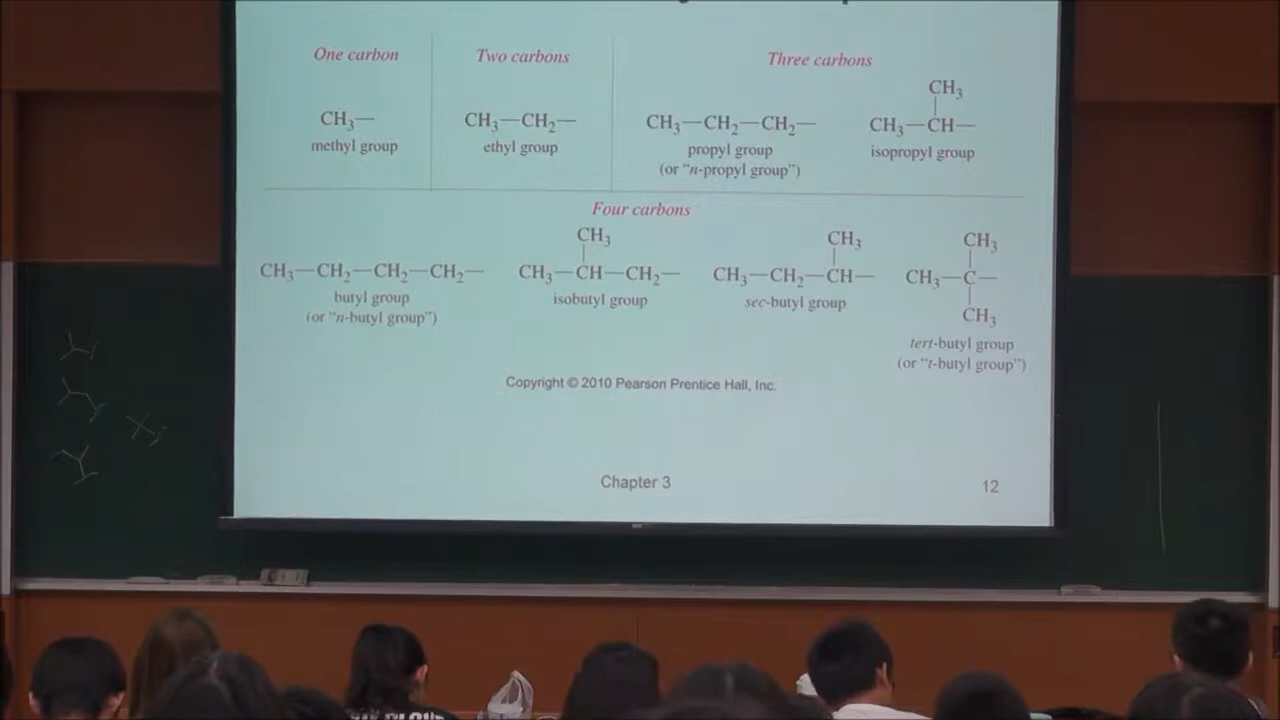 One carbon
Two carbons
Three carbons
CH3—
methyl group
CH3—CH2—
ethyl group
CH3—CH2—CH2—
propyl group
(or “n-propyl group”)
CH3
CH3—CH—
isopropyl group
Four carbons
CH3—CH2—CH2—CH2—
butyl group
(or “n-butyl group”)
CH3
CH3—CH—CH2—
isobutyl group
CH3
CH3—CH2—CH—
sec-butyl group
CH3
CH3—C—
CH3
tert-butyl group
(or “t-butyl group”)
Copyright © 2010 Pearson Prentice Hall, Inc.
Chapter 3
12